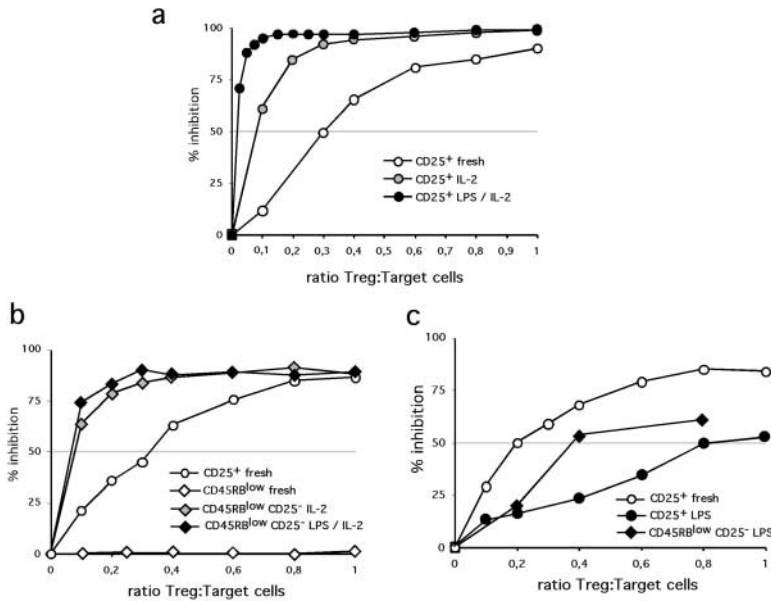 a
% inhibition
100
75
50
25
0
CD25+ fresh
CD25+ IL-2
CD25+ LPS / IL-2
0 0,1 0,2 0,3 0,4 0,5 0,6 0,7 0,8 0,9 1
ratio Treg:Target cells
b
% inhibition
100
75
50
25
0
CD25+ fresh
CD45RBlow fresh
CD45RBlow CD25- IL-2
CD45RBlow CD25- LPS / IL-2
0 0,2 0,4 0,6 0,8 1
ratio Treg:Target cells
c
% inhibition
100
75
50
25
0
CD25+ fresh
CD25+ LPS
CD45RBlow CD25- LPS
0 0,2 0,4 0,6 0,8 1
ratio Treg:Target cells